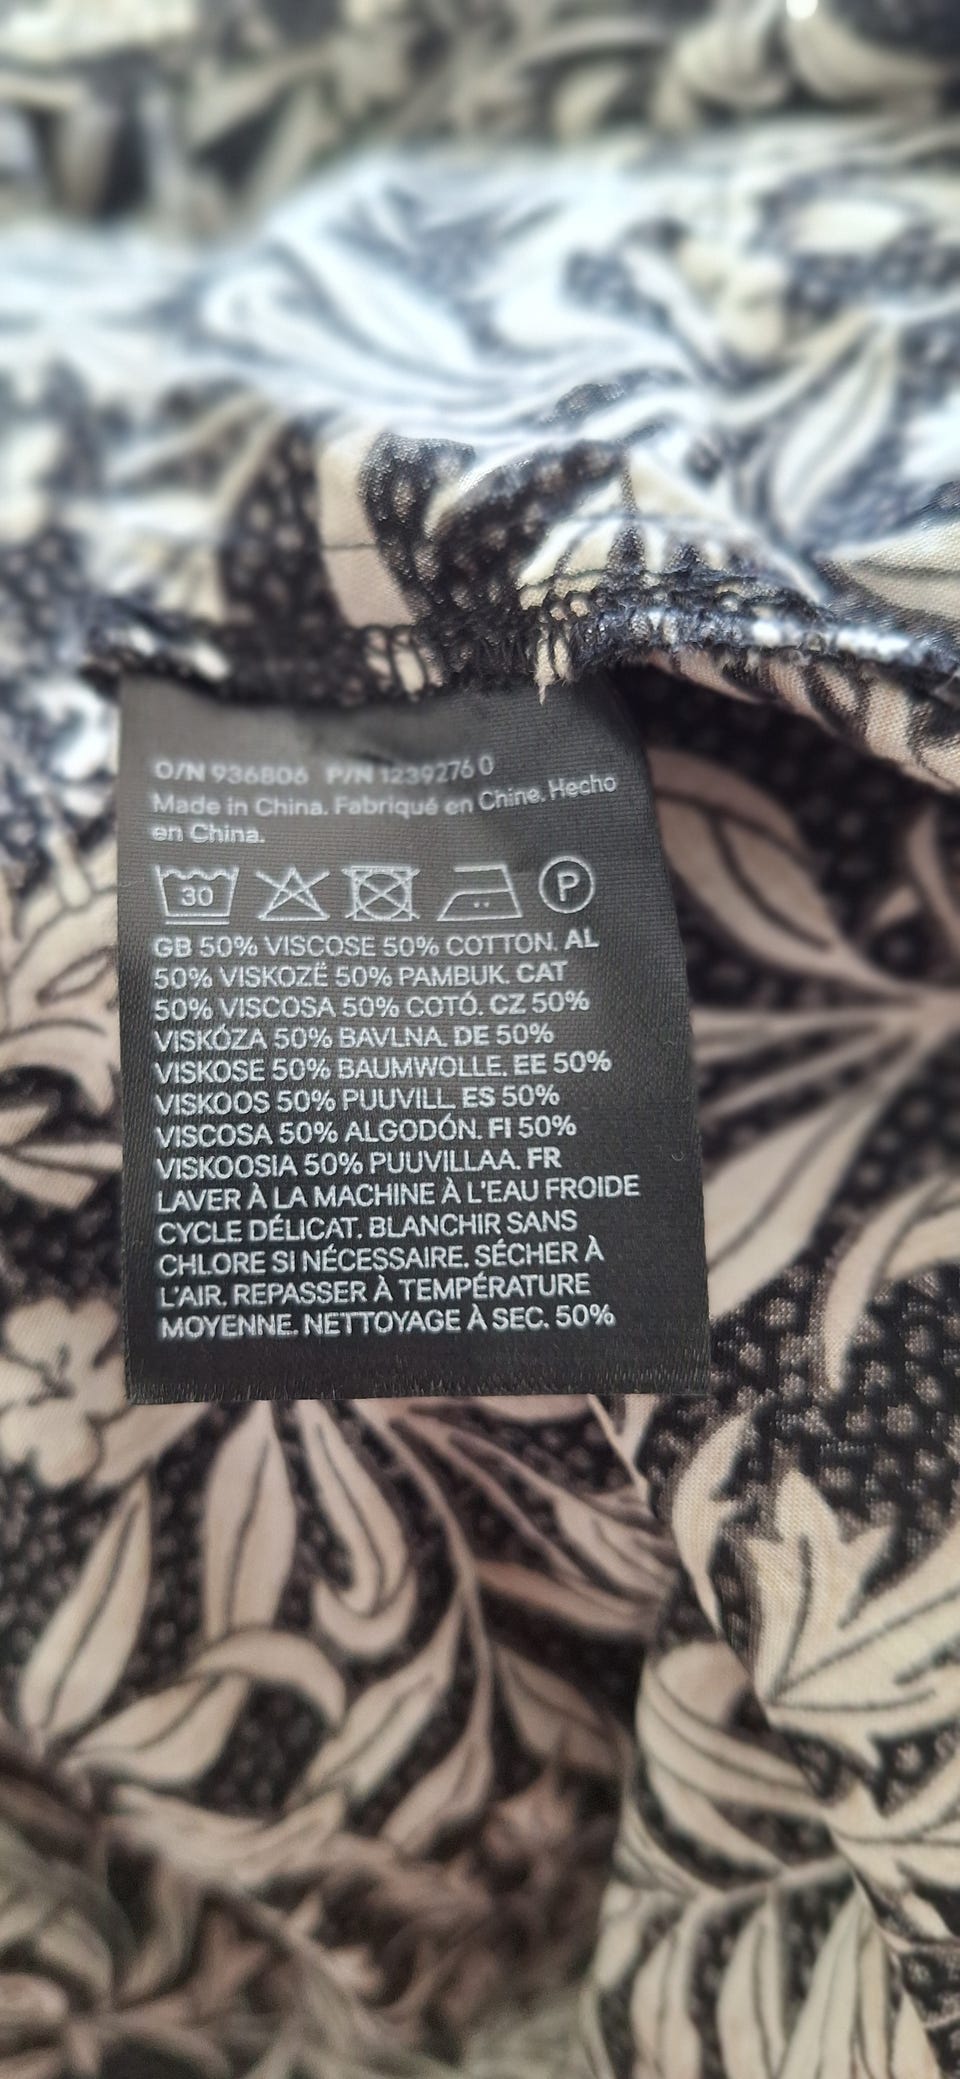 O/N 936806 P/N 1239276 0
Made in China. Fabriqué en Chine. Hecho
en China.
30 P
GB 50% VISCOSE 50% COTTON. AL
50% VISKOZË 50% PAMBUK. CAT
50% VISCOSA 50% COTÓ. CZ 50%
VISKÓZA 50% BAVLNA. DE 50%
VISKOSE 50% BAUMWOLLE. EE 50%
VISKOOS 50% PUUVILL. ES 50%
VISCOSA 50% ALGODÓN. FI 50%
VISKOOSIA 50% PUUVILLAA. FR
LAVER À LA MACHINE À L'EAU FROIDE
CYCLE DÉLICAT. BLANCHIR SANS
CHLORE SI NÉCESSAIRE. SÉCHER À
L'AIR. REPASSER À TEMPÉRATURE
MOYENNE. NETTOYAGE À SEC. 50%